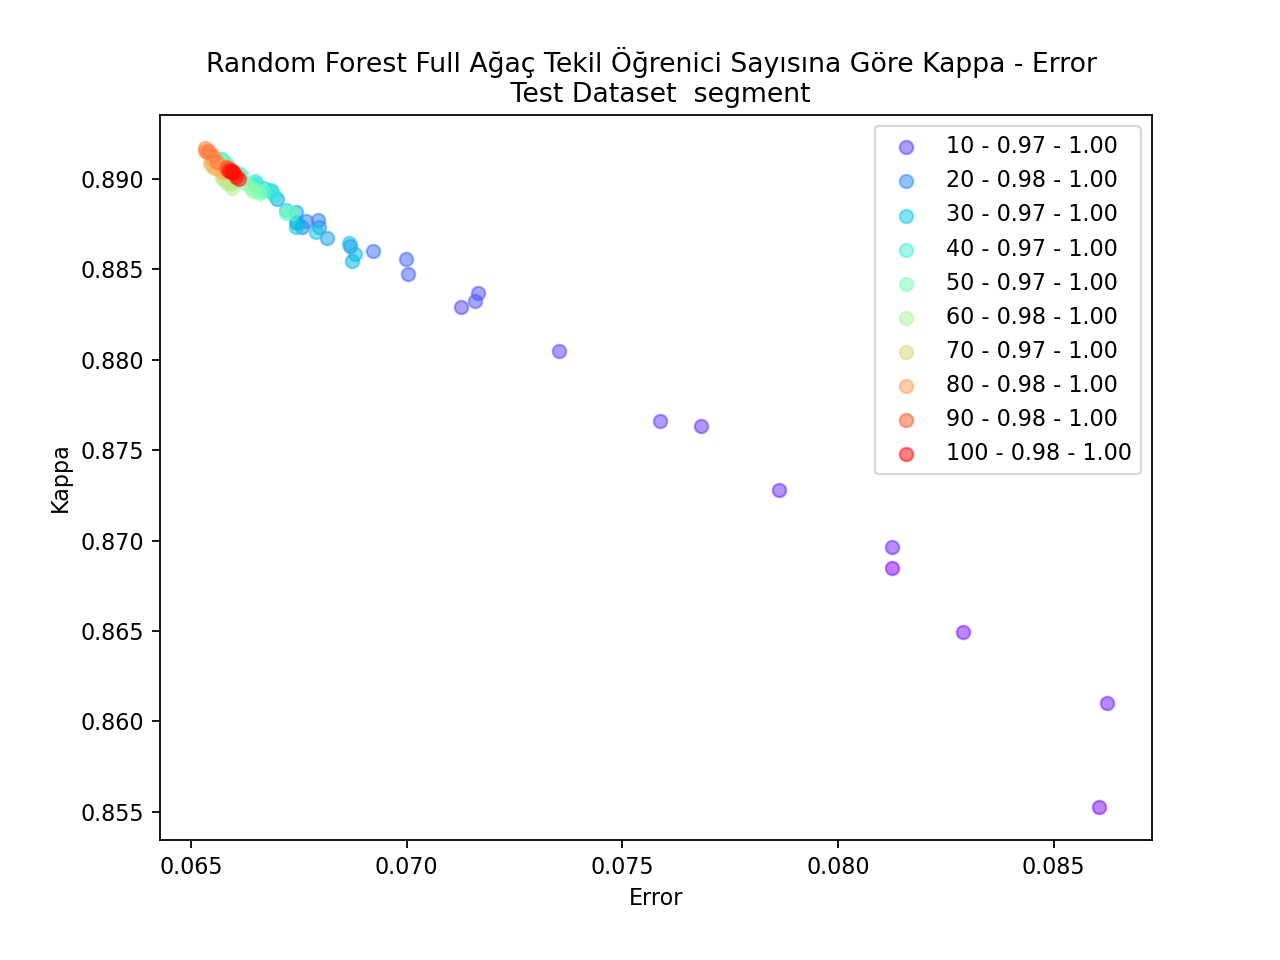 Random Forest Full Ağaç Tekil Öğrenici Sayısına Göre Kappa - Error
Test Dataset  segment
10 - 0.97 - 1.00
20 - 0.98 - 1.00
30 - 0.97 - 1.00
40 - 0.97 - 1.00
50 - 0.97 - 1.00
60 - 0.98 - 1.00
70 - 0.97 - 1.00
80 - 0.98 - 1.00
90 - 0.98 - 1.00
100 - 0.98 - 1.00
Kappa
0.890
0.885
0.880
0.875
0.870
0.865
0.860
0.855
0.065 0.070 0.075 0.080 0.085
Error